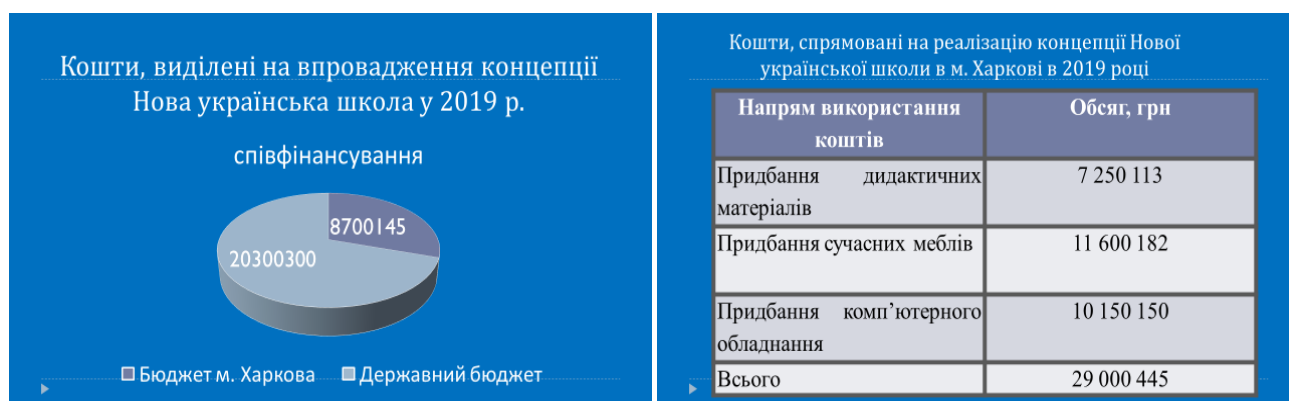 Кошти, виділені на впровадження концепції
Нова українська школа у 2019 р.
співфінансування
8700145
20300300
Бюджет м. Харкова Державний бюджет
Кошти, спрямовані на реалізацію концепції Нової
української школи в м. Харкові в 2019 році
Напрям використання Обсяг, грн
коштів
Придбання дидактичних 7 250 113
матеріалів
Придбання сучасних меблів 11 600 182
Придбання комп’ютерного 10 150 150
обладнання
Всього 29 000 445